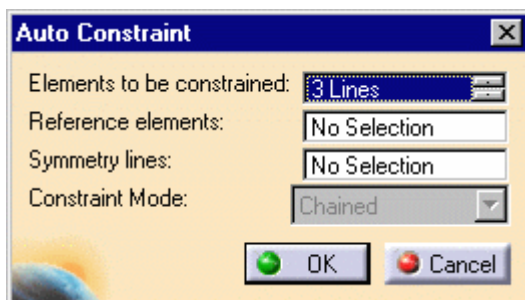 Auto Constraint
Elements to be constrained: 3 Lines
Reference elements: No Selection
Symmetry lines: No Selection
Constraint Mode: Chained
OK Cancel